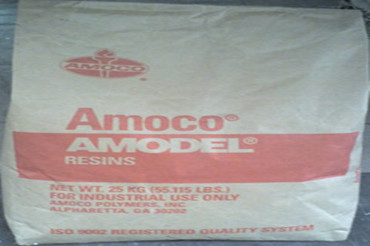 AMOCO
Amoco®
AMODEL®
RESINS
NET WT. 25 KG (55.115 LBS.)
FOR INDUSTRIAL USE ONLY
AMOCO POLYMERS, INC.
ALPHARETTA, GA 30202
ISO 9002 REGISTERED QUALITY SYSTEM